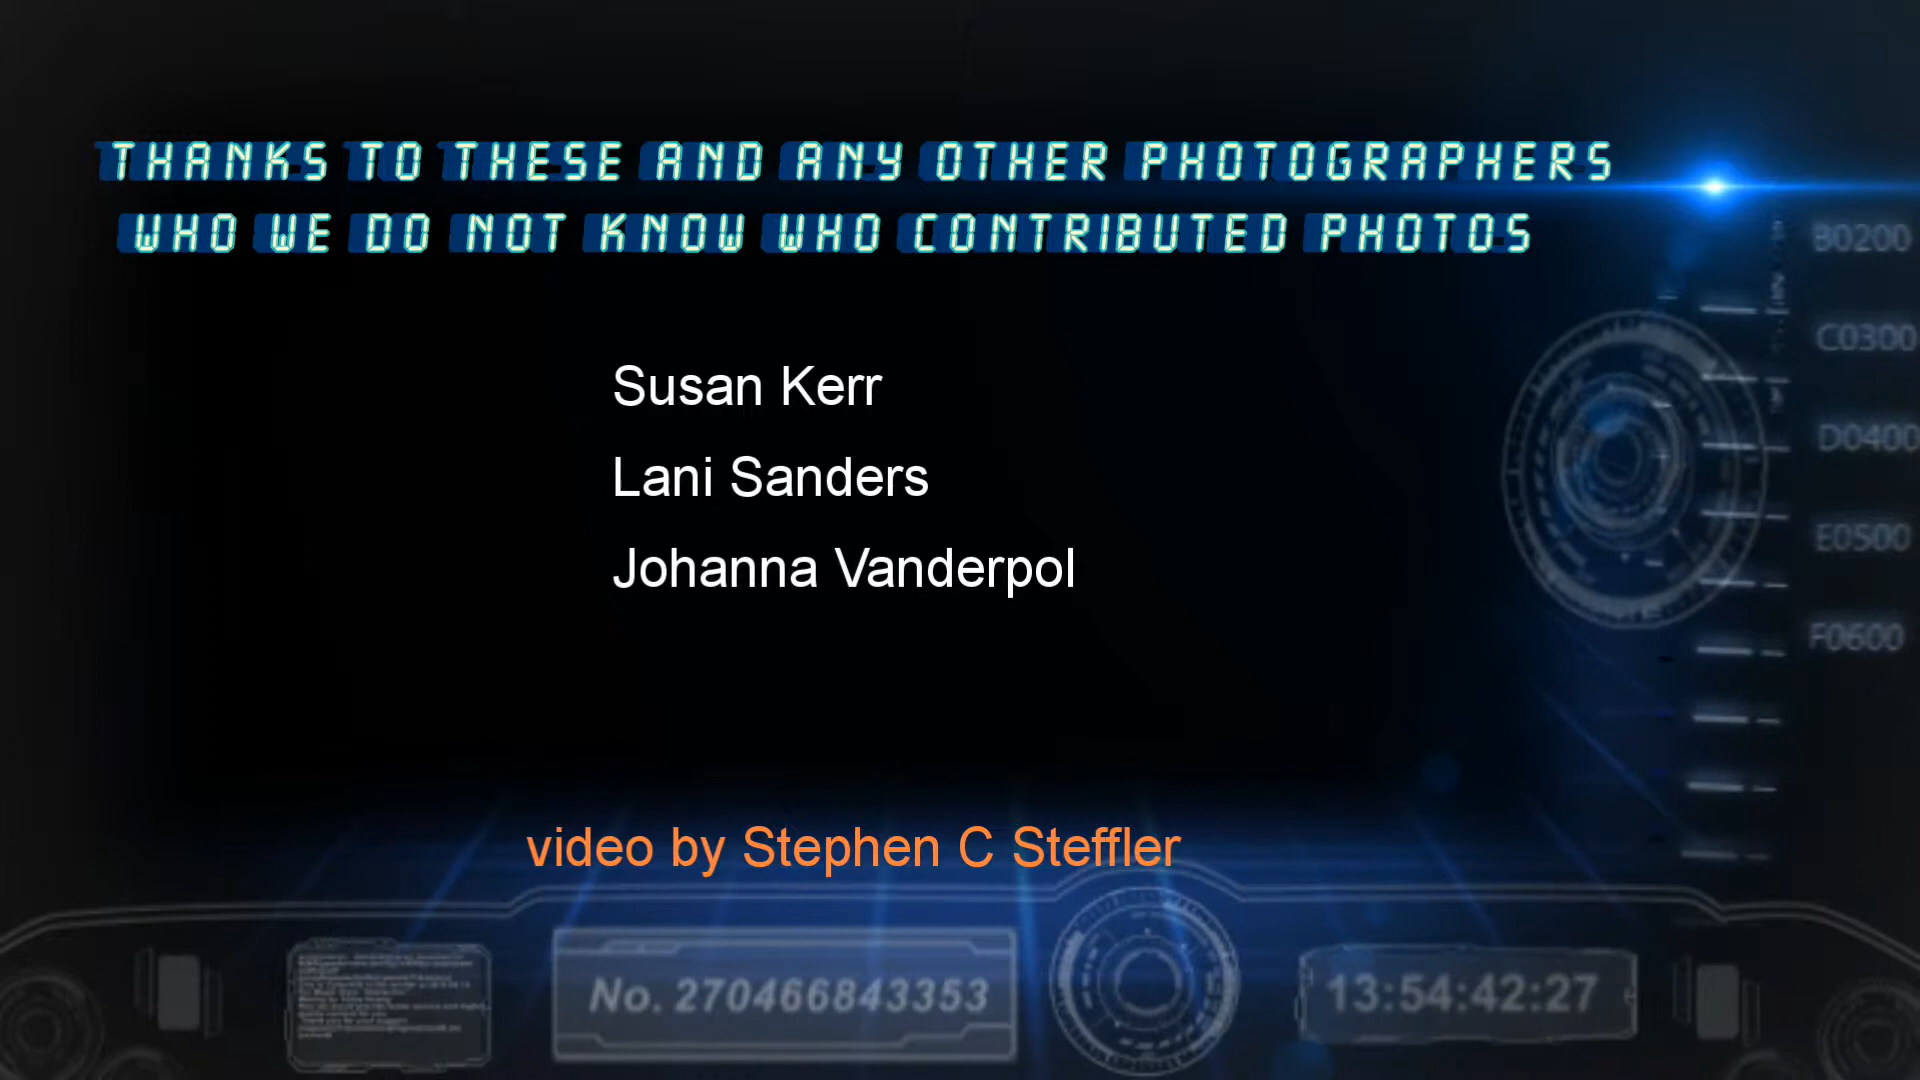 THANKS TO THESE AND ANY OTHER PHOTOGRAPHERS
WHO WE DO NOT KNOW WHO CONTRIBUTED PHOTOS
Susan Kerr
Lani Sanders
Johanna Vanderpol
video by Stephen C Steffler
B0200
C0300
D0400
E0500
F0600
No. 270466843353
13:54:42:27